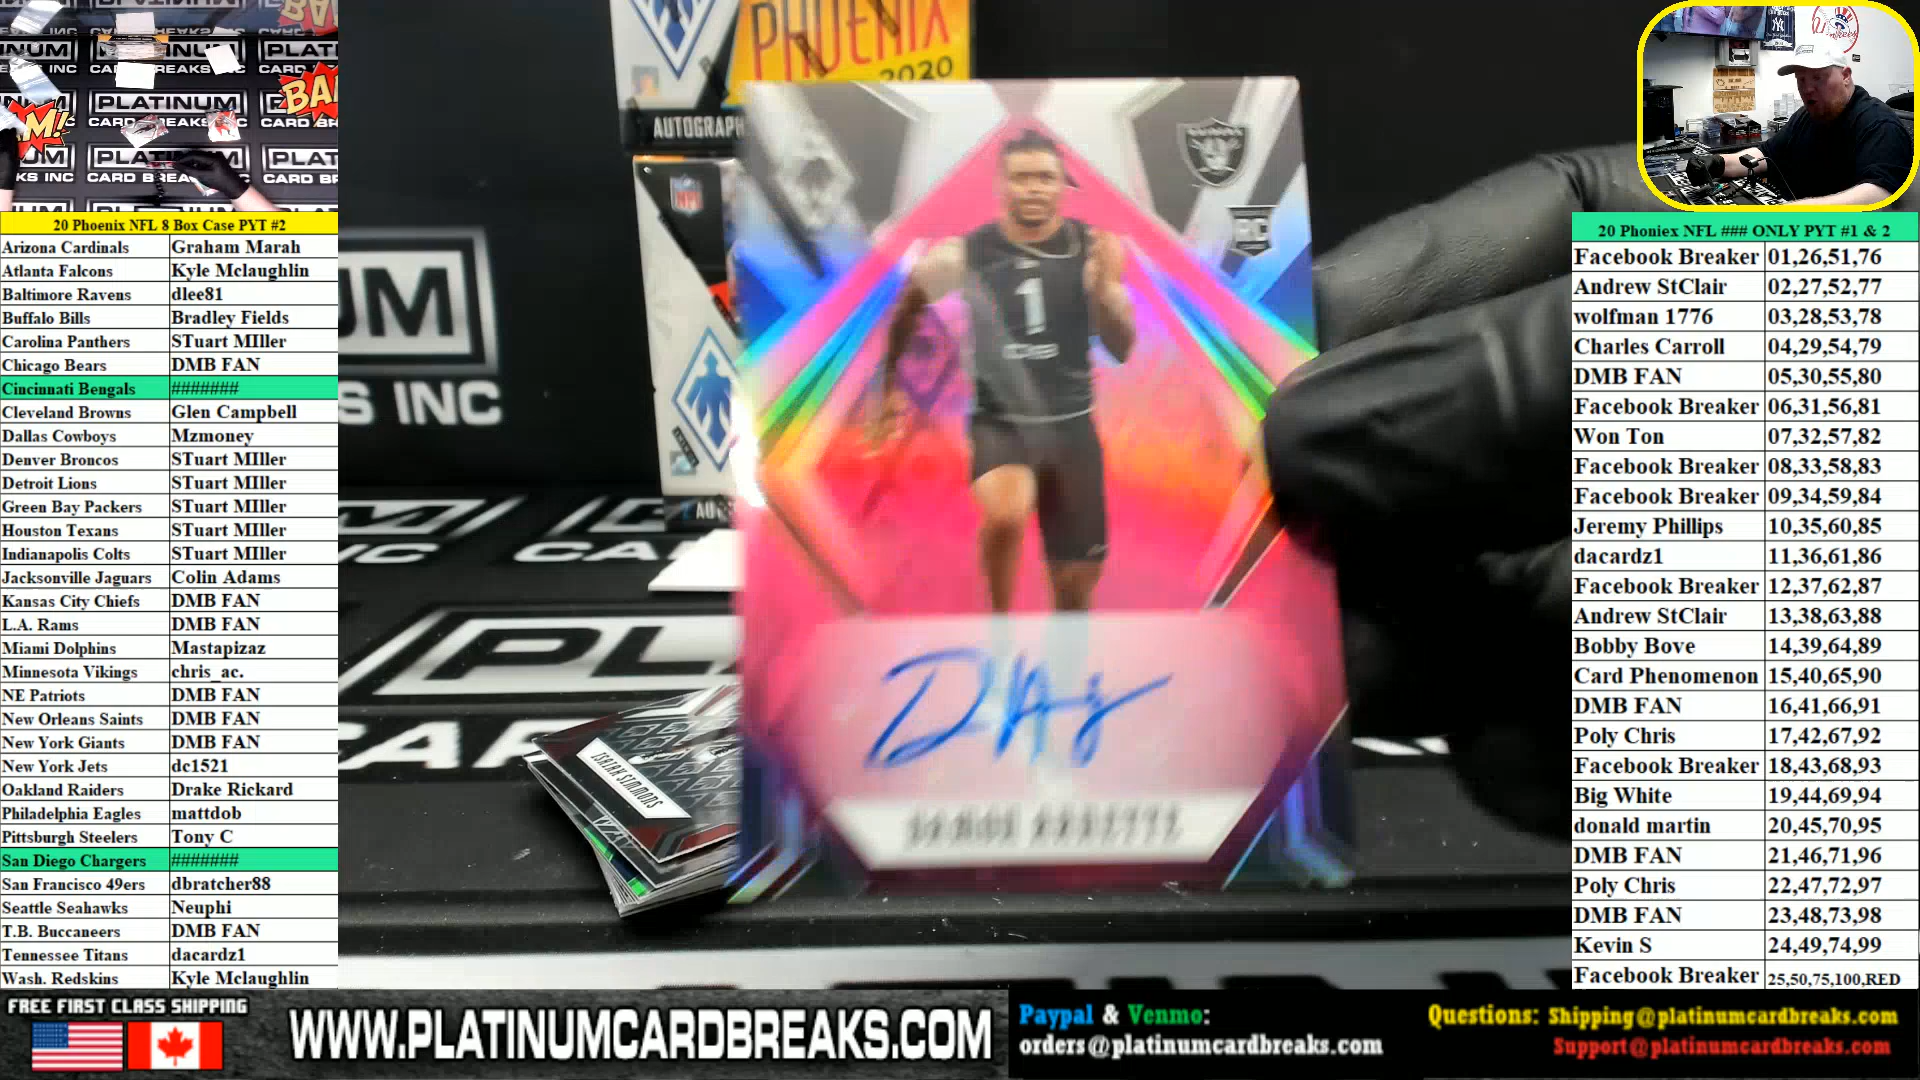 20 Phoenix NFL 8 Box Case PYT #2
Arizona Cardinals Graham Marah
Atlanta Falcons Kyle Mclaughlin
Baltimore Ravens dlee81
Buffalo Bills Bradley Fields
Carolina Panthers STuart MIller
Chicago Bears DMB FAN
Cincinnati Bengals #######
Cleveland Browns Glen Campbell
Dallas Cowboys Mzmoney
Denver Broncos STuart MIller
Detroit Lions STuart MIller
Green Bay Packers STuart MIller
Houston Texans STuart MIller
Indianapolis Colts STuart MIller
Jacksonville Jaguars Colin Adams
Kansas City Chiefs DMB FAN
L.A. Rams DMB FAN
Miami Dolphins Mastapizaz
Minnesota Vikings chris_ac.
NE Patriots DMB FAN
New Orleans Saints DMB FAN
New York Giants DMB FAN
New York Jets dc1521
Oakland Raiders Drake Rickard
Philadelphia Eagles mattdob
Pittsburgh Steelers Tony C
San Diego Chargers #######
San Francisco 49ers dbratcher88
Seattle Seahawks Neuphi
T.B. Buccaneers DMB FAN
Tennessee Titans dacardz1
Wash. Redskins Kyle Mclaughlin
PLATINUM
CARD BREAKS INC
BAM!
PHOENIX
2020
AUTOGRAPH
NFL
RAIDERS
RC
1
ISAIAH SIMMONS
20 Phoniex NFL ### ONLY PYT #1 & 2
Facebook Breaker 01,26,51,76
Andrew StClair 02,27,52,77
wolfman 1776 03,28,53,78
Charles Carroll 04,29,54,79
DMB FAN 05,30,55,80
Facebook Breaker 06,31,56,81
Won Ton 07,32,57,82
Facebook Breaker 08,33,58,83
Facebook Breaker 09,34,59,84
Jeremy Phillips 10,35,60,85
dacardz1 11,36,61,86
Facebook Breaker 12,37,62,87
Andrew StClair 13,38,63,88
Bobby Bove 14,39,64,89
Card Phenomenon 15,40,65,90
DMB FAN 16,41,66,91
Poly Chris 17,42,67,92
Facebook Breaker 18,43,68,93
Big White 19,44,69,94
donald martin 20,45,70,95
DMB FAN 21,46,71,96
Poly Chris 22,47,72,97
DMB FAN 23,48,73,98
Kevin S 24,49,74,99
Facebook Breaker 25,50,75,100,RED
FREE FIRST CLASS SHIPPING
WWW.PLATINUMCARDBREAKS.COM
Paypal & Venmo:
orders@platinumcardbreaks.com
Questions: Shipping@platinumcardbreaks.com
Support@platinumcardbreaks.com